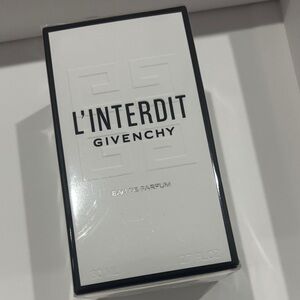 L'INTERDIT
GIVENCHY
EAU DE PARFUM